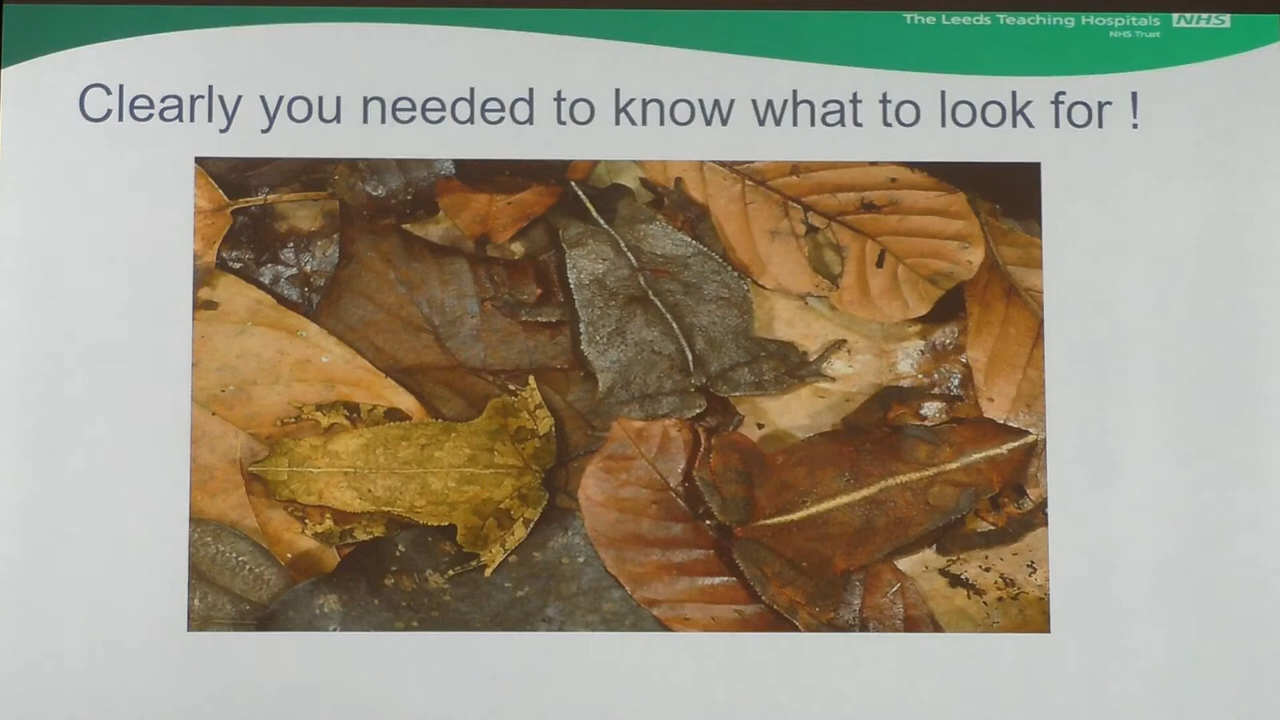 The Leeds Teaching Hospitals NHS
NHS Trust
Clearly you needed to know what to look for !